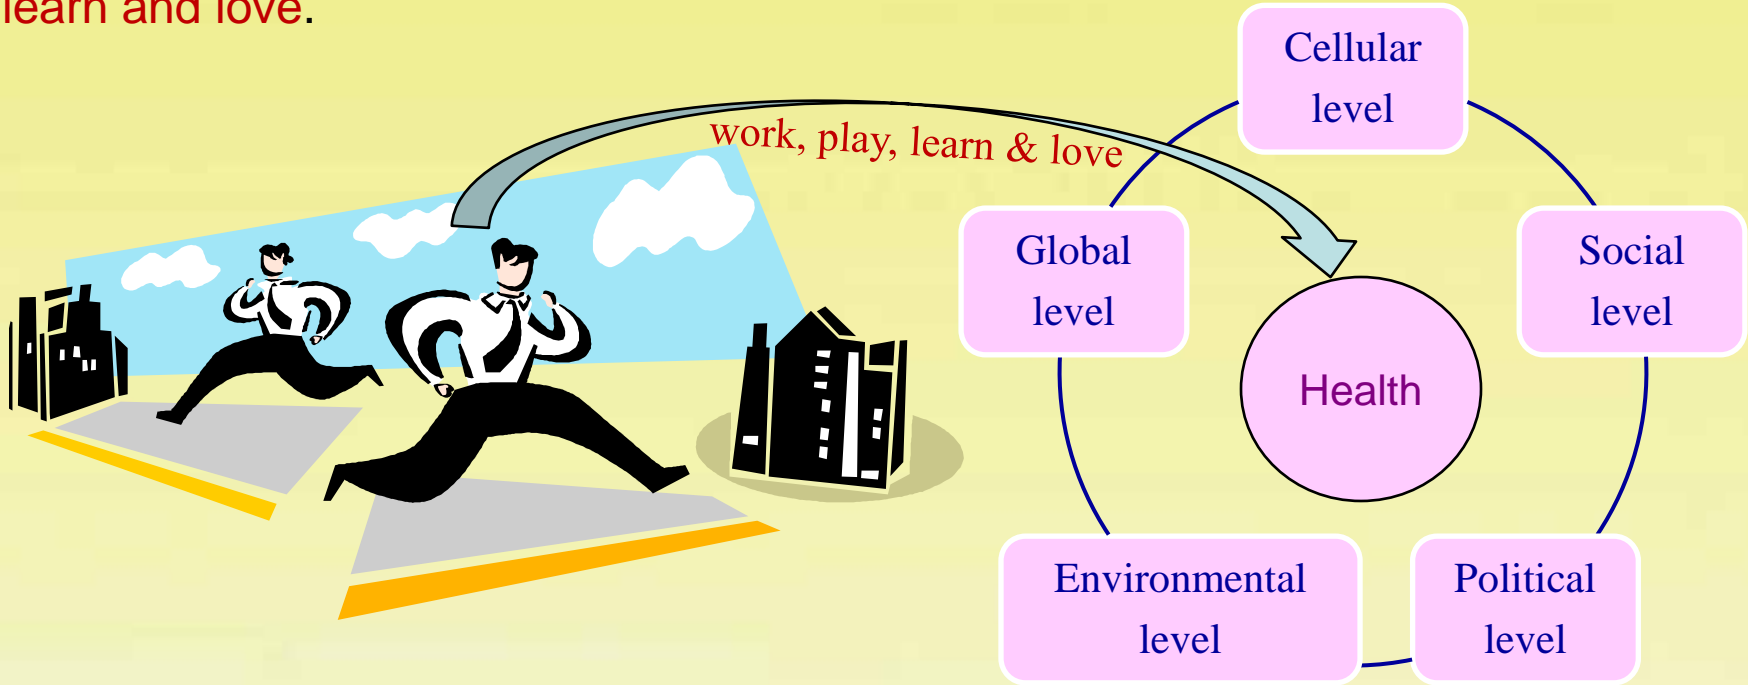 learn and love.
work, play, learn & love
Cellular
level
Global
level
Social
level
Health
Environmental
level
Political
level